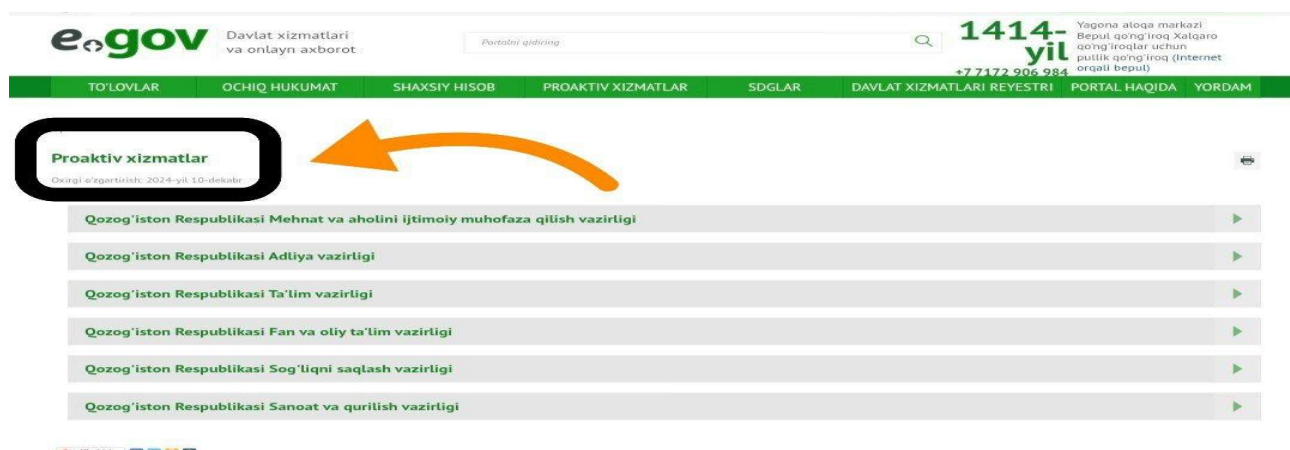 e.gov
Davlat xizmatlari
va onlayn axborot
Portalni qidiring
1414-
yil
+7 7172 906 984
Yagona aloqa markazi
Bepul qo'ng'iroq Xalqaro
qo'ng'iroqlar uchun
pullik qo'ng'iroq (Internet
orqali bepul)
TO'LOVLAR OCHIQ HUKUMAT SHAXSIY HISOB PROAKTIV XIZMATLAR SDGLAR DAVLAT XIZMATLARI REYESTRI PORTAL HAQIDA YORDAM
Proaktiv xizmatlar
Oxirgi o'zgartirish: 2024-yil 10-dekabr
Qozog'iston Respublikasi Mehnat va aholini ijtimoiy muhofaza qilish vazirligi
Qozog'iston Respublikasi Adliya vazirligi
Qozog'iston Respublikasi Ta'lim vazirligi
Qozog'iston Respublikasi Fan va oliy ta'lim vazirligi
Qozog'iston Respublikasi Sog'liqni saqlash vazirligi
Qozog'iston Respublikasi Sanoat va qurilish vazirligi